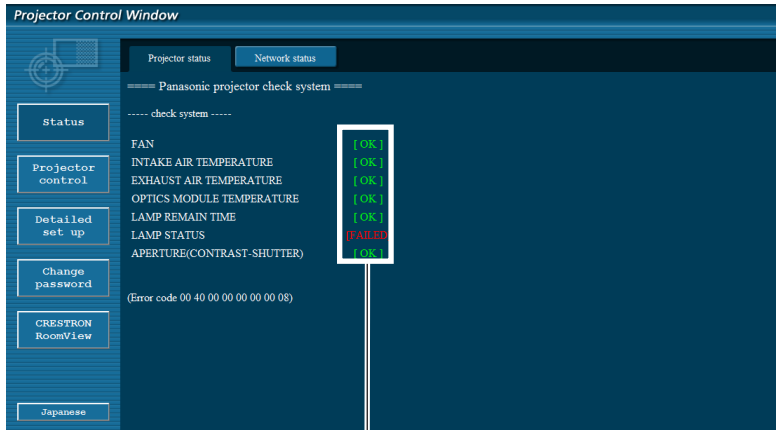 Projector Control Window
Projector status
Network status
==== Panasonic projector check system ====
----- check system -----
FAN [ OK ]
INTAKE AIR TEMPERATURE [ OK ]
EXHAUST AIR TEMPERATURE [ OK ]
OPTICS MODULE TEMPERATURE [ OK ]
LAMP REMAIN TIME [ OK ]
LAMP STATUS [FAILED
APERTURE(CONTRAST-SHUTTER) [ OK ]
(Error code 00 40 00 00 00 00 00 08)
Status
Projector
control
Detailed
set up
Change
password
CRESTRON
RoomView
Japanese